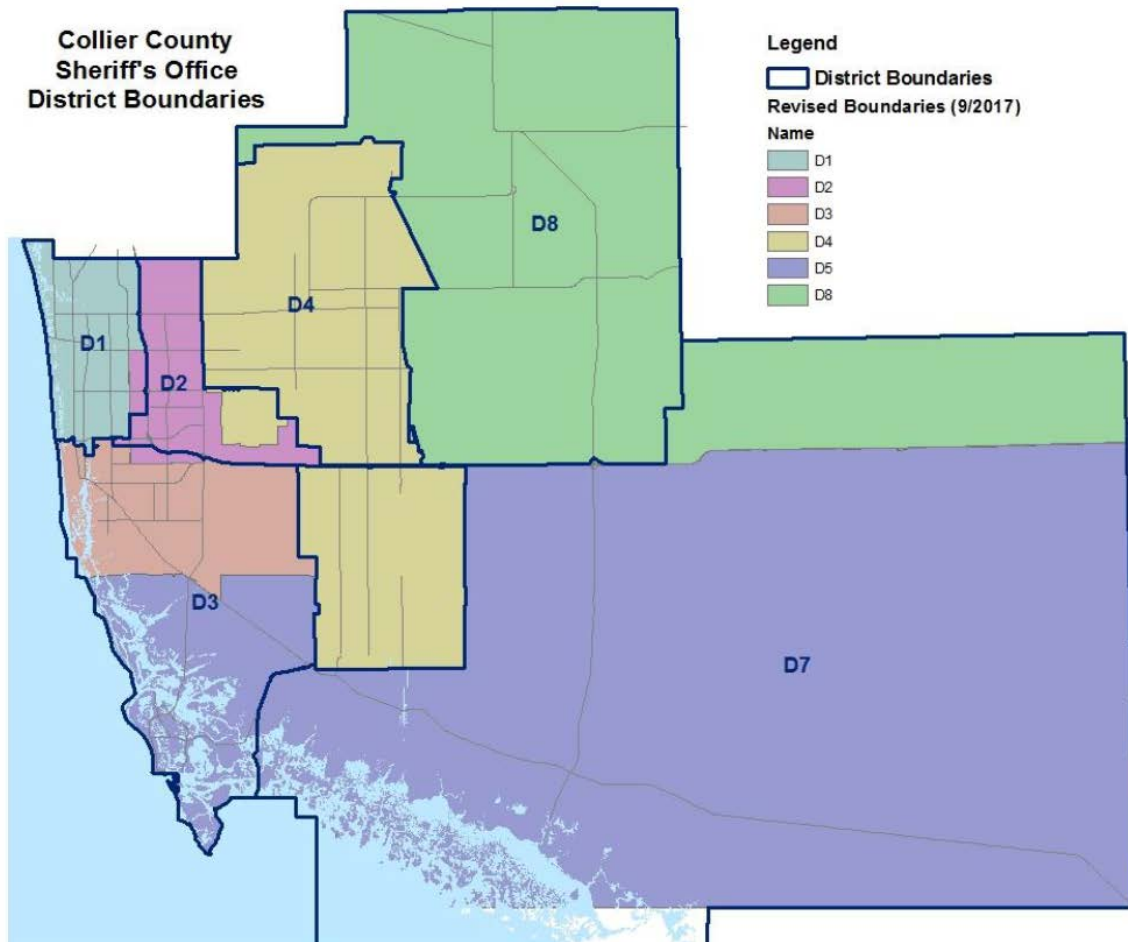 Collier County
Sheriff's Office
District Boundaries
Legend
District Boundaries
Revised Boundaries (9/2017)
Name
D1
D2
D3
D4
D5
D8
D8
D4
D1
D2
D3
D7